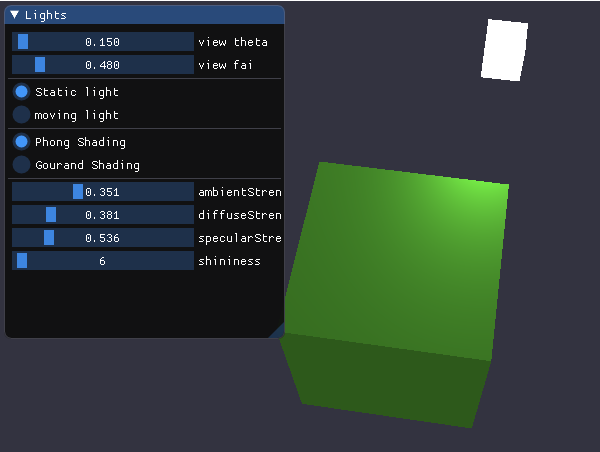 Lights
0.150 view theta
0.480 view fai
Static light
moving light
Phong Shading
Gourand Shading
0.351 ambientStren
0.381 diffuseStren
0.536 specularStre
6 shininess